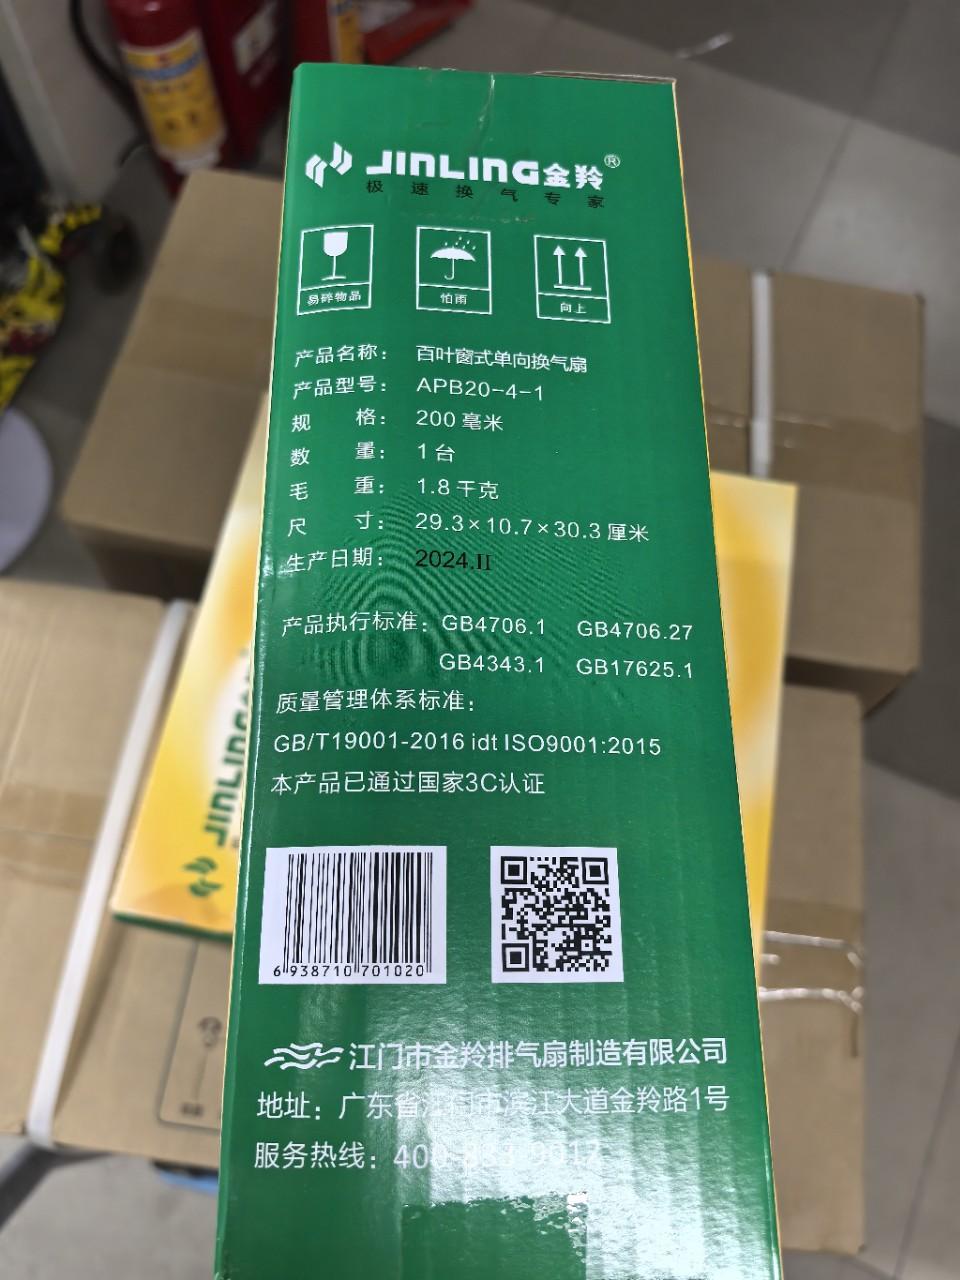 JINLING金羚®
极速换气专家
易碎物品 怕雨 向上
产品名称： 百叶窗式单向换气扇
产品型号： APB20-4-1
规格： 200毫米
数量： 1台
毛重： 1.8千克
尺寸： 29.3×10.7×30.3厘米
生产日期： 2024.II
产品执行标准：GB4706.1 GB4706.27
GB4343.1 GB17625.1
质量管理体系标准：
GB/T19001-2016 idt ISO9001:2015
本产品已通过国家3C认证
6 938710 701020
江门市金羚排气扇制造有限公司
地址：广东省江门市滨江大道金羚路1号
服务热线：400-833-9012
JINLING